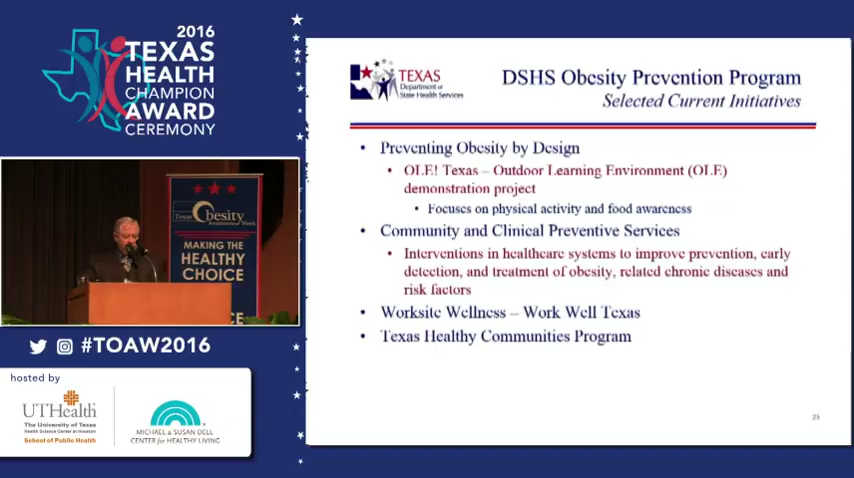 2016
TEXAS
HEALTH
CHAMPION
AWARD
CEREMONY
Texas Obesity
Awareness Week
MAKING THE
HEALTHY
CHOICE
#TOAW2016
hosted by
UTHealth
The University of Texas
Health Science Center at Houston
School of Public Health
MICHAEL & SUSAN DELL
CENTER for HEALTHY LIVING
TEXAS
Department of
State Health Services
DSHS Obesity Prevention Program
Selected Current Initiatives
• Preventing Obesity by Design
• OLE! Texas – Outdoor Learning Environment (OLE)
demonstration project
• Focuses on physical activity and food awareness
• Community and Clinical Preventive Services
• Interventions in healthcare systems to improve prevention, early
detection, and treatment of obesity, related chronic diseases and
risk factors
• Worksite Wellness – Work Well Texas
• Texas Healthy Communities Program